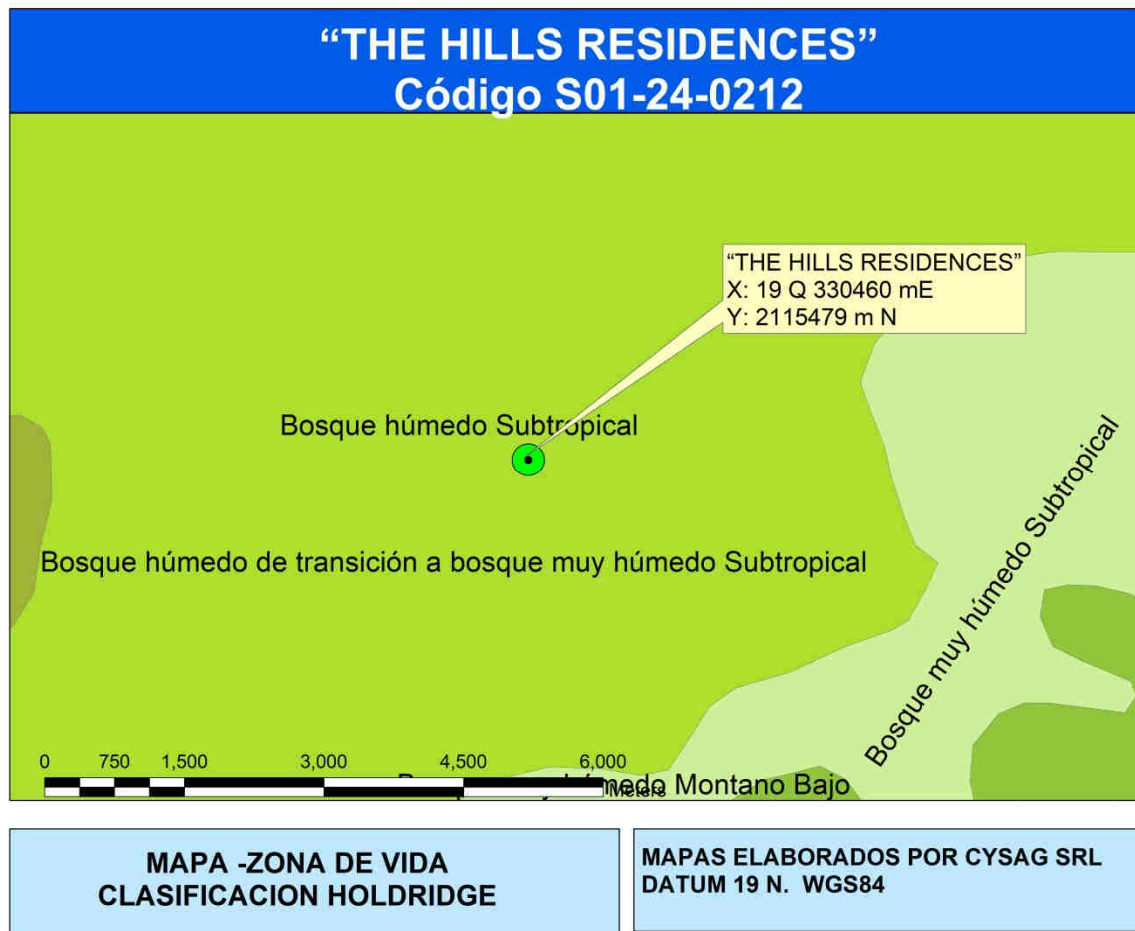 “THE HILLS RESIDENCES”
Código S01-24-0212
“THE HILLS RESIDENCES”
X: 19 Q 330460 mE
Y: 2115479 m N
Bosque húmedo Subtropical
Bosque húmedo de transición a bosque muy húmedo Subtropical
Bosque muy húmedo Subtropical
0 750 1,500 3,000 4,500 6,000
Meters
Montano Bajo
MAPA -ZONA DE VIDA
CLASIFICACION HOLDRIDGE
MAPAS ELABORADOS POR CYSAG SRL
DATUM 19 N. WGS84